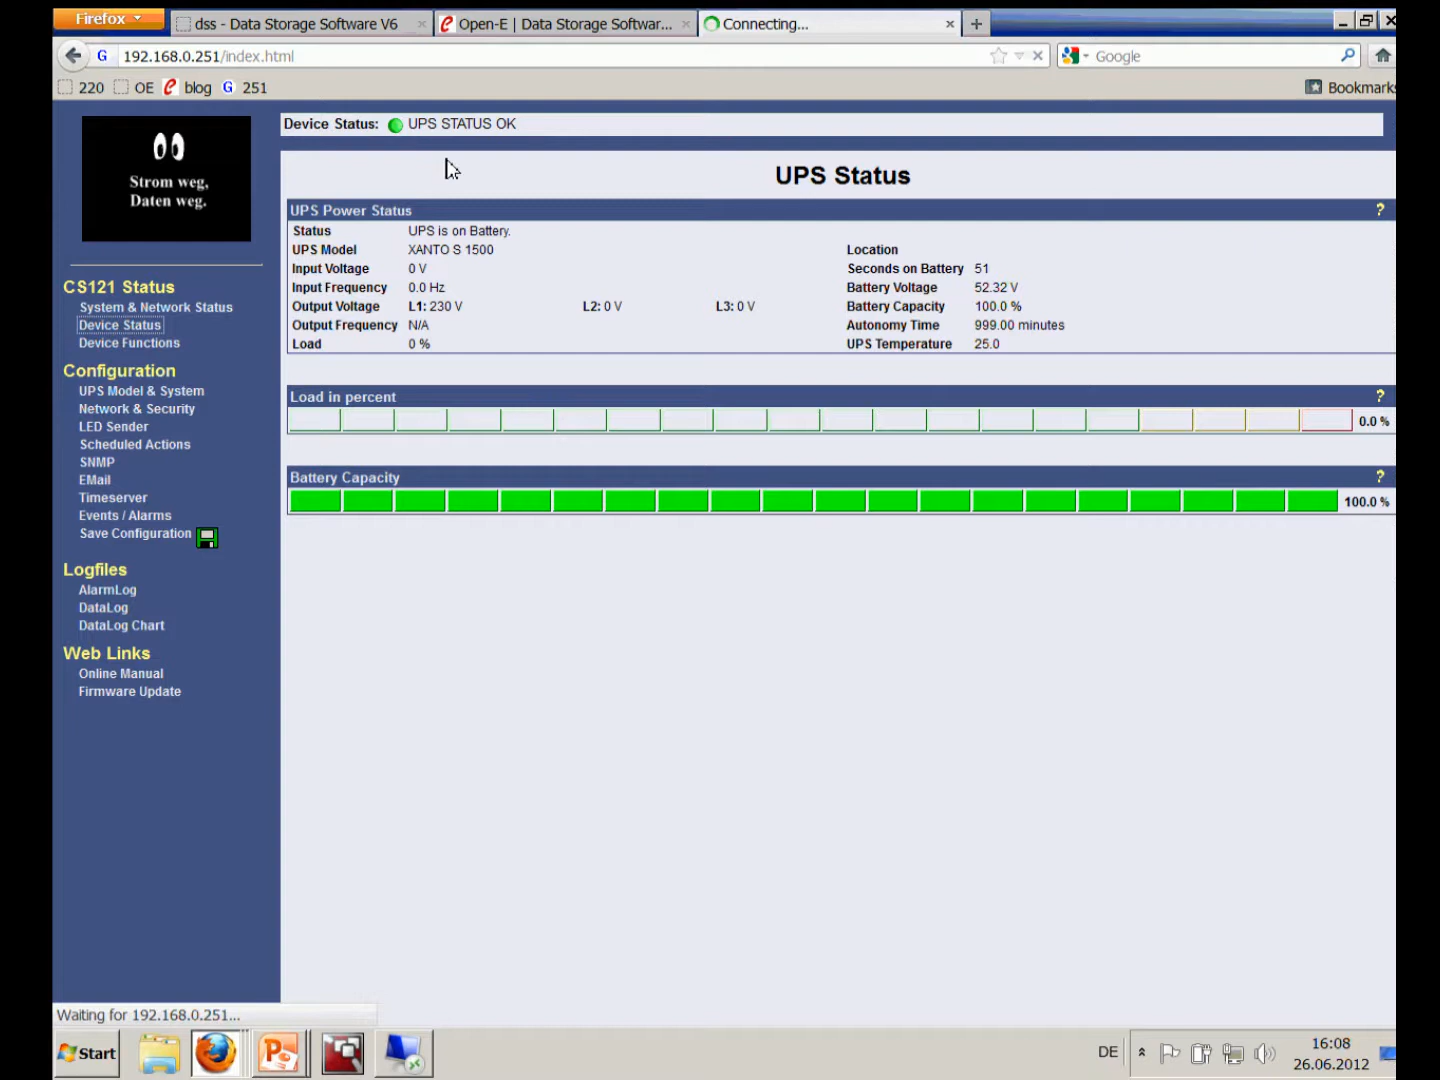 Firefox
dss - Data Storage Software V6
Open-E | Data Storage Softwar...
Connecting...
192.168.0.251/index.html
Google
220
OE
blog
G 251
Bookmarks
Device Status: UPS STATUS OK
Strom weg,
Daten weg.
UPS Status
UPS Power Status ?
Status UPS is on Battery.
UPS Model XANTO S 1500 Location
Input Voltage 0 V Seconds on Battery 51
Input Frequency 0.0 Hz Battery Voltage 52.32 V
Output Voltage L1: 230 V L2: 0 V L3: 0 V Battery Capacity 100.0 %
Output Frequency N/A Autonomy Time 999.00 minutes
Load 0 % UPS Temperature 25.0
Load in percent ?
0.0 %
Battery Capacity ?
100.0 %
CS121 Status
System & Network Status
Device Status
Device Functions
Configuration
UPS Model & System
Network & Security
LED Sender
Scheduled Actions
SNMP
EMail
Timeserver
Events / Alarms
Save Configuration
Logfiles
AlarmLog
DataLog
DataLog Chart
Web Links
Online Manual
Firmware Update
Waiting for 192.168.0.251...
Start
DE
16:08
26.06.2012